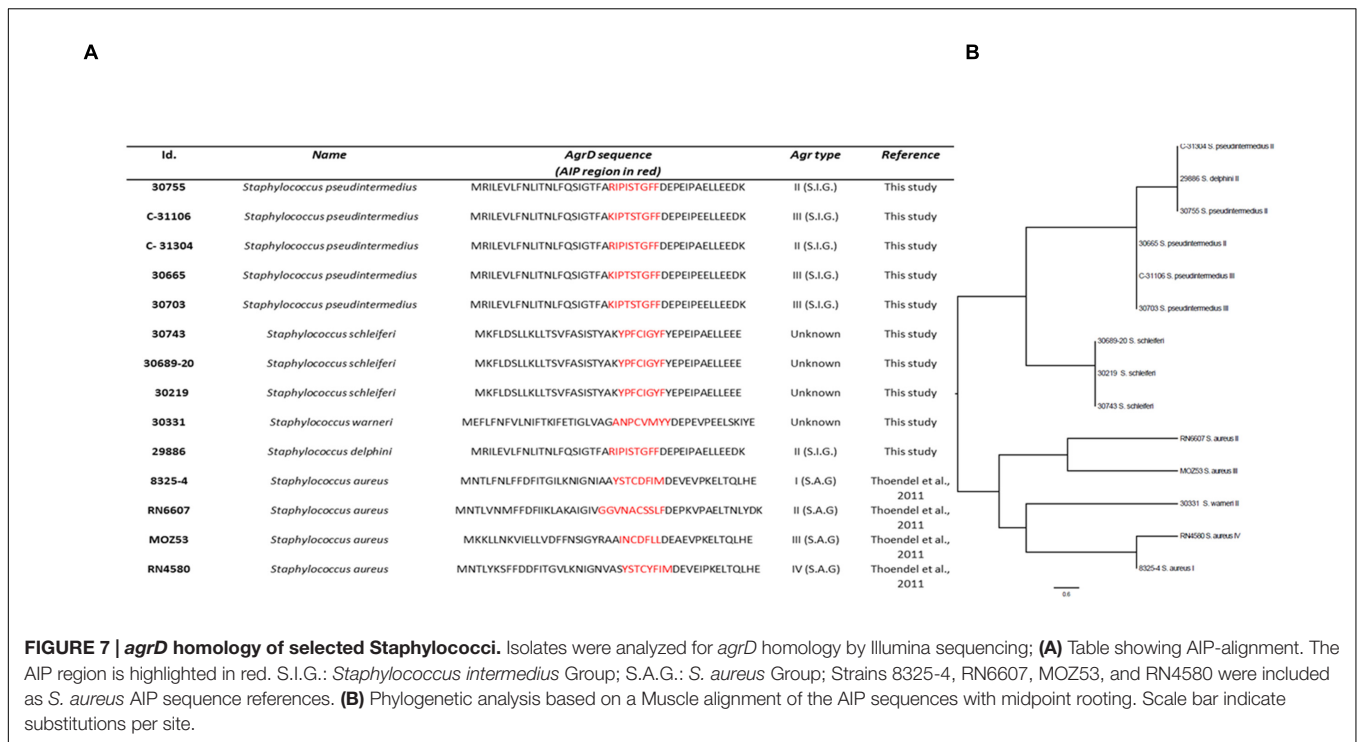 A
B
Id. Name AgrD sequence Agr type Reference
(AIP region in red)
30755 Staphylococcus pseudintermedius MRILEVLFNLITNLFQSIGTFARIPISTGFFDEPEIPAELLEEDK II (S.I.G.) This study
C-31106 Staphylococcus pseudintermedius MRILEVLFNLITNLFQSIGTFAKIPTSTGFFDEPEIPEELLEEDK III (S.I.G.) This study
C- 31304 Staphylococcus pseudintermedius MRILEVLFNLITNLFQSIGTFARIPISTGFFDEPEIPAELLEEDK II (S.I.G.) This study
30665 Staphylococcus pseudintermedius MRILEVLFNLITNLFQSIGTFAKIPTSTGFFDEPEIPEELLEEDK III (S.I.G.) This study
30703 Staphylococcus pseudintermedius MRILEVLFNLITNLFQSIGTFAKIPTSTGFFDEPEIPEELLEEDK III (S.I.G.) This study
30743 Staphylococcus schleiferi MKFLDSLLKLLTSVFASISTYAKYPFCIGYFYEPEIPAELLEEE Unknown This study
30689-20 Staphylococcus schleiferi MKFLDSLLKLLTSVFASISTYAKYPFCIGYFYEPEIPAELLEEE Unknown This study
30219 Staphylococcus schleiferi MKFLDSLLKLLTSVFASISTYAKYPFCIGYFYEPEIPAELLEEE Unknown This study
30331 Staphylococcus warneri MEFLFNFVLNIFTKIFETIGLVAGANPCVMYYDEPEVPEELSKIYE Unknown This study
29886 Staphylococcus delphini MRILEVLFNLITNLFQSIGTFARIPISTGFFDEPEIPAELLEEDK II (S.I.G.) This study
8325-4 Staphylococcus aureus MNTLFNLFFDFITGILKNIGNIAAYSTCDFIMDEVEVPKELTQLHE I (S.A.G) Thoendel et al.,
2011
RN6607 Staphylococcus aureus MNTLVNMFFDFIIKLAKAIGIVGGVNACSSLFDEPKVPAELTNLYDK II (S.A.G) Thoendel et al.,
2011
MOZ53 Staphylococcus aureus MKKLLNKVIELLVDFFNSIGYRAAINCDFLLDEAEVPKELTQLHE III (S.A.G) Thoendel et al.,
2011
RN4580 Staphylococcus aureus MNTLYKSFFDDFITGVLKNIGNVASYSTCYFIMDEVEIPKELTQLHE IV (S.A.G) Thoendel et al.,
2011
C-31304 S. pseudintermedius II
29886 S. delphini II
30755 S. pseudintermedius II
30665 S. pseudintermedius II
C-31106 S. pseudintermedius III
30703 S. pseudintermedius III
30689-20 S. schleiferi
30219 S. schleiferi
30743 S. schleiferi
RN6607 S. aureus II
MOZ53 S. aureus III
30331 S. warneri II
RN4580 S. aureus IV
8325-4 S. aureus I
0.6
FIGURE 7 | agrD homology of selected Staphylococci. Isolates were analyzed for agrD homology by Illumina sequencing; (A) Table showing AIP-alignment. The
AIP region is highlighted in red. S.I.G.: Staphylococcus intermedius Group; S.A.G.: S. aureus Group; Strains 8325-4, RN6607, MOZ53, and RN4580 were included
as S. aureus AIP sequence references. (B) Phylogenetic analysis based on a Muscle alignment of the AIP sequences with midpoint rooting. Scale bar indicate
substitutions per site.